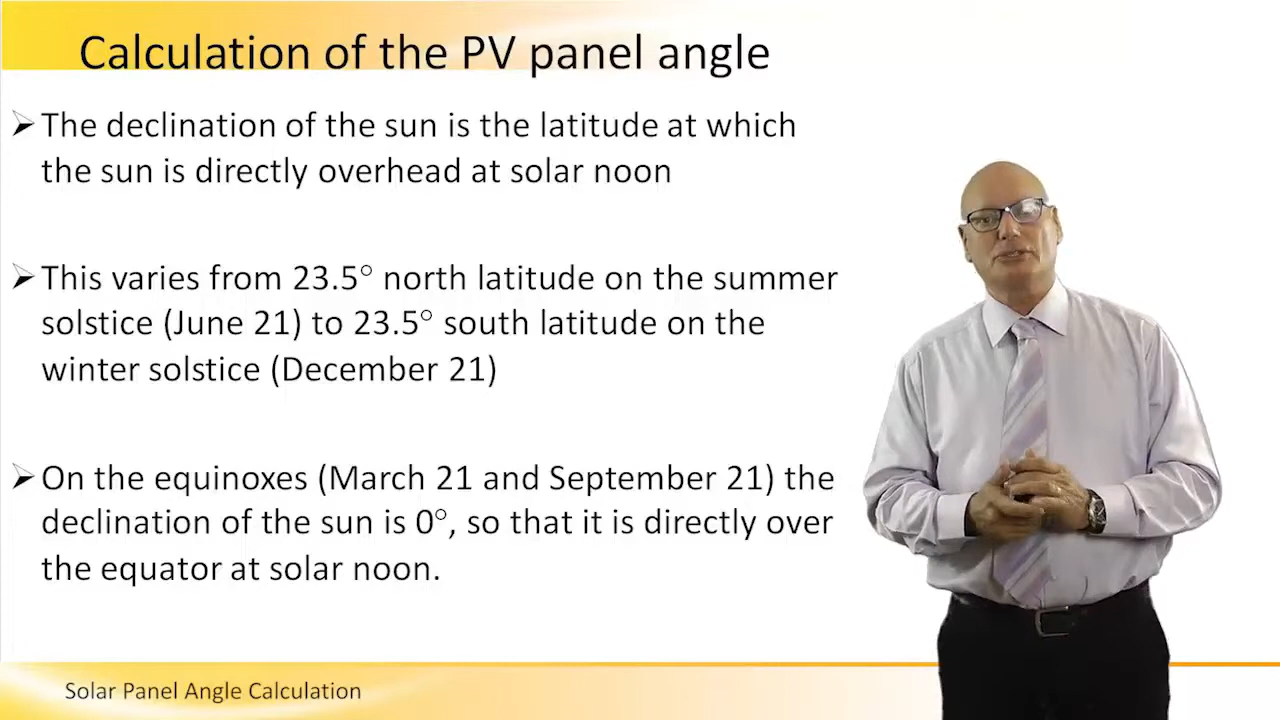 Calculation of the PV panel angle
➢The declination of the sun is the latitude at which
the sun is directly overhead at solar noon
➢This varies from 23.5° north latitude on the summer
solstice (June 21) to 23.5° south latitude on the
winter solstice (December 21)
➢On the equinoxes (March 21 and September 21) the
declination of the sun is 0°, so that it is directly over
the equator at solar noon.
Solar Panel Angle Calculation